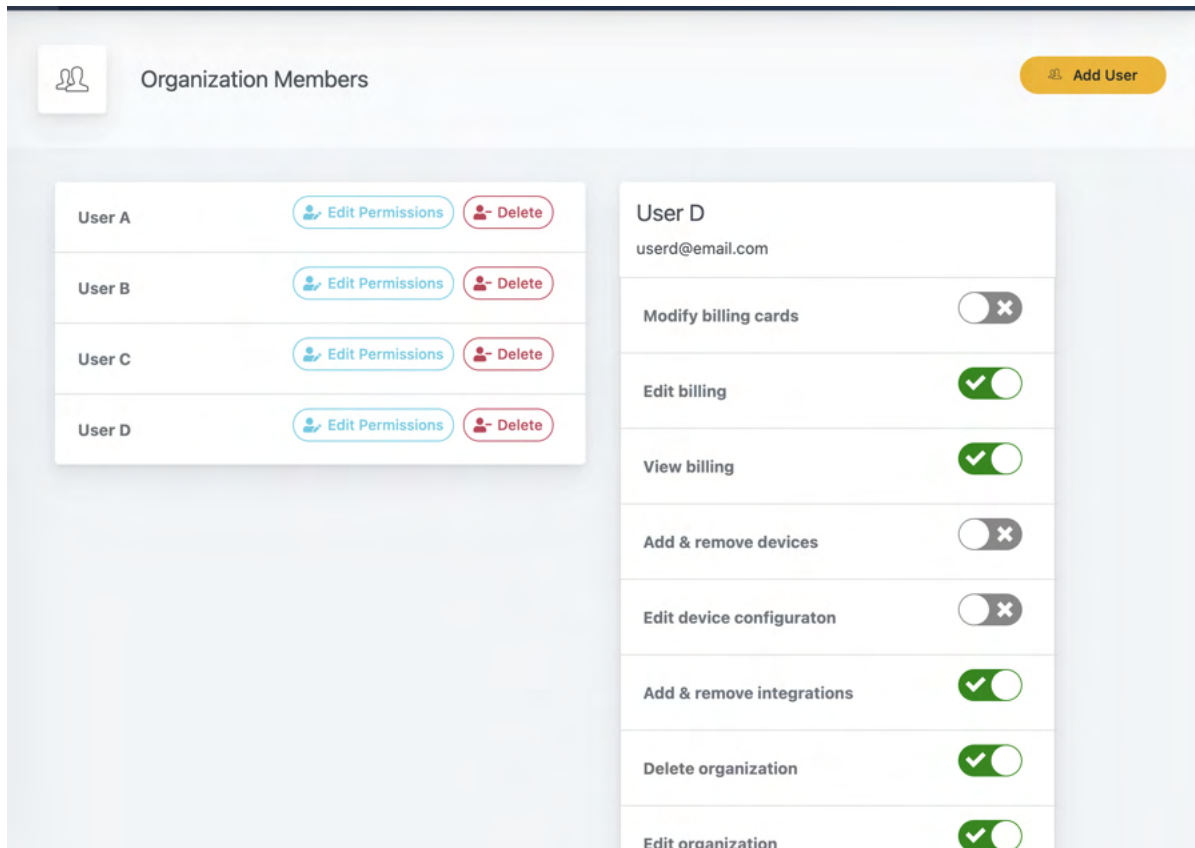 Organization Members
Add User
User A
Edit Permissions
Delete
User B
Edit Permissions
Delete
User C
Edit Permissions
Delete
User D
Edit Permissions
Delete
User D
userd@email.com
Modify billing cards
Edit billing
View billing
Add & remove devices
Edit device configuraton
Add & remove integrations
Delete organization
Edit organization